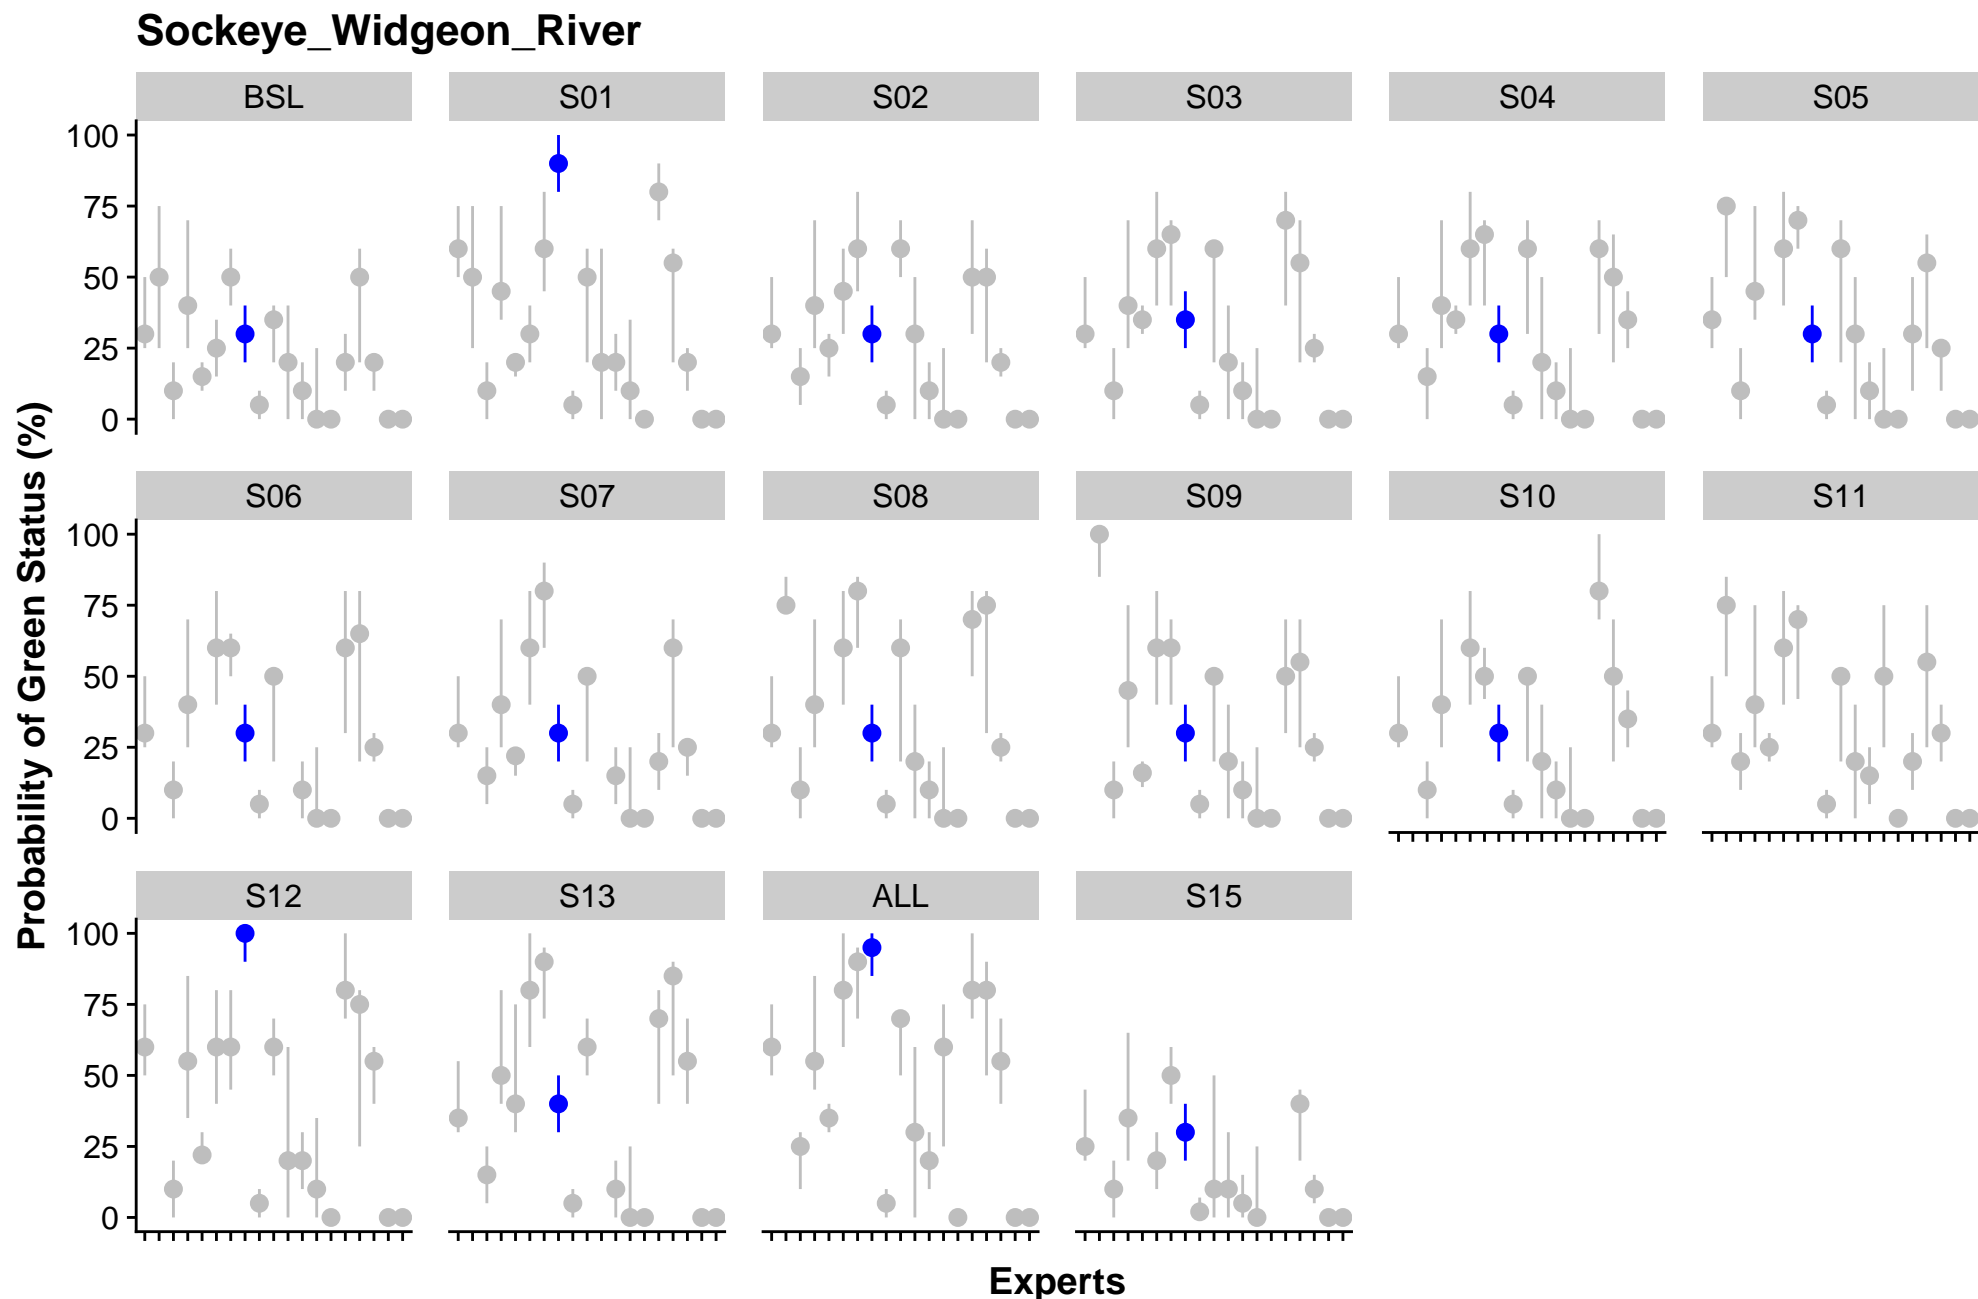 Sockeye_Widgeon_River
BSL S01 S02 S03 S04 S05
100
75
50
25
0
S06 S07 S08 S09 S10 S11
100
75
50
25
0
S12 S13 ALL S15
100
75
50
25
0
Probability of Green Status (%)
Experts